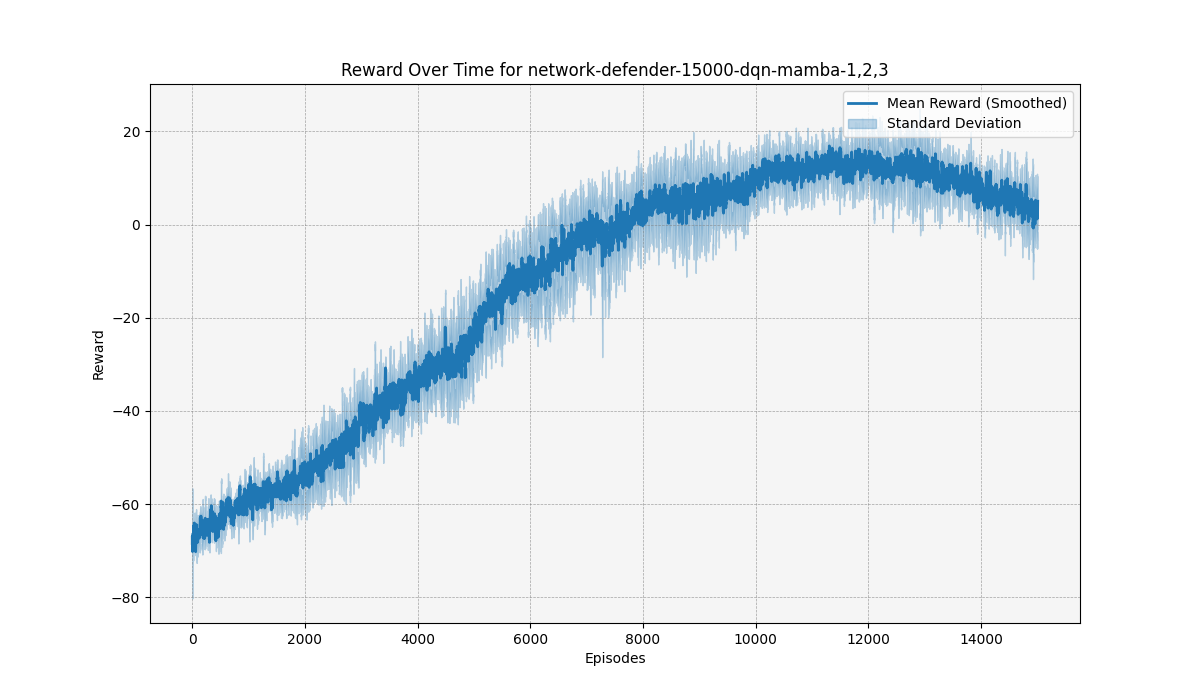 Reward Over Time for network-defender-15000-dqn-mamba-1,2,3
Mean Reward (Smoothed)
Standard Deviation
20
0
−20
−40
−60
−80
Reward
0 2000 4000 6000 8000 10000 12000 14000
Episodes